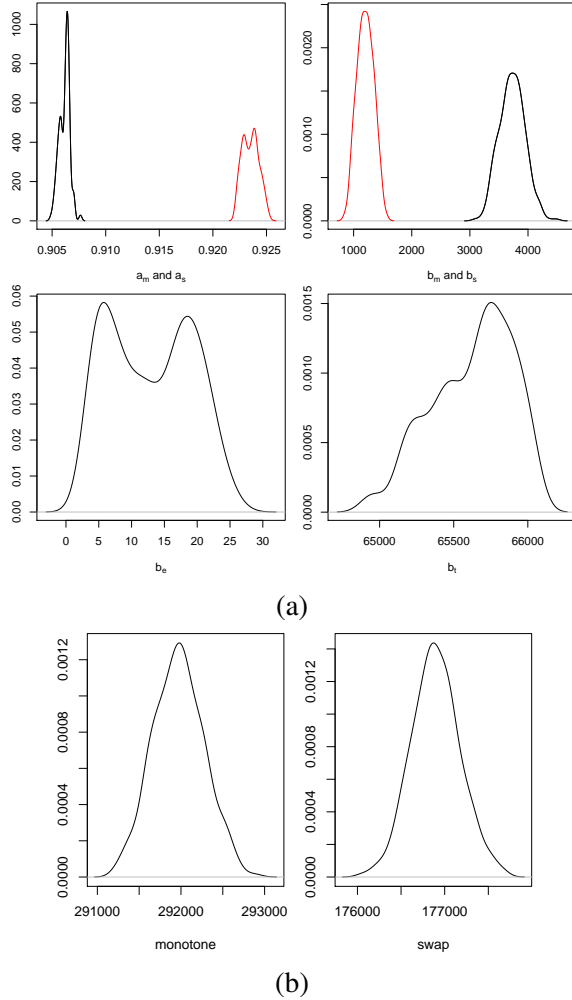 0 200 400 600 800 1000
0.905 0.910 0.915 0.920 0.925
a_m and a_s
0.0000 0.0010 0.0020
1000 2000 3000 4000
b_m and b_s
0.00 0.01 0.02 0.03 0.04 0.05 0.06
0 5 10 15 20 25 30
b_e
0.0000 0.0005 0.0010 0.0015
65000 65500 66000
b_t
(a)
0.0000 0.0004 0.0008 0.0012
291000 292000 293000
monotone
0.0000 0.0004 0.0008 0.0012
176000 177000
swap
(b)